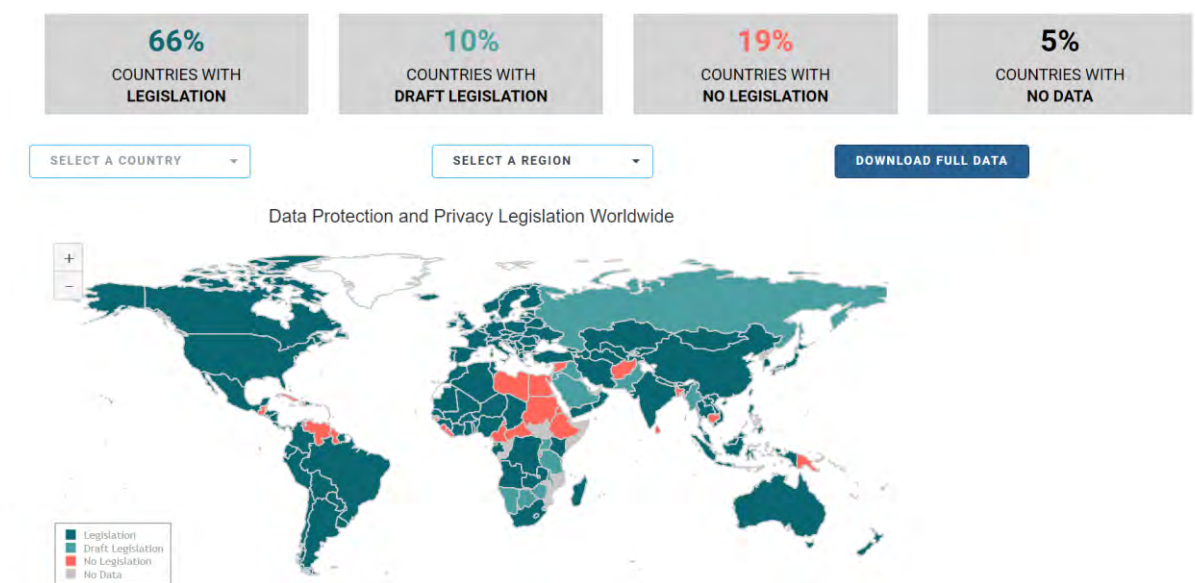 66%
COUNTRIES WITH
LEGISLATION
10%
COUNTRIES WITH
DRAFT LEGISLATION
19%
COUNTRIES WITH
NO LEGISLATION
5%
COUNTRIES WITH
NO DATA
SELECT A COUNTRY
SELECT A REGION
DOWNLOAD FULL DATA
Data Protection and Privacy Legislation Worldwide
+
−
Legislation
Draft Legislation
No Legislation
No Data